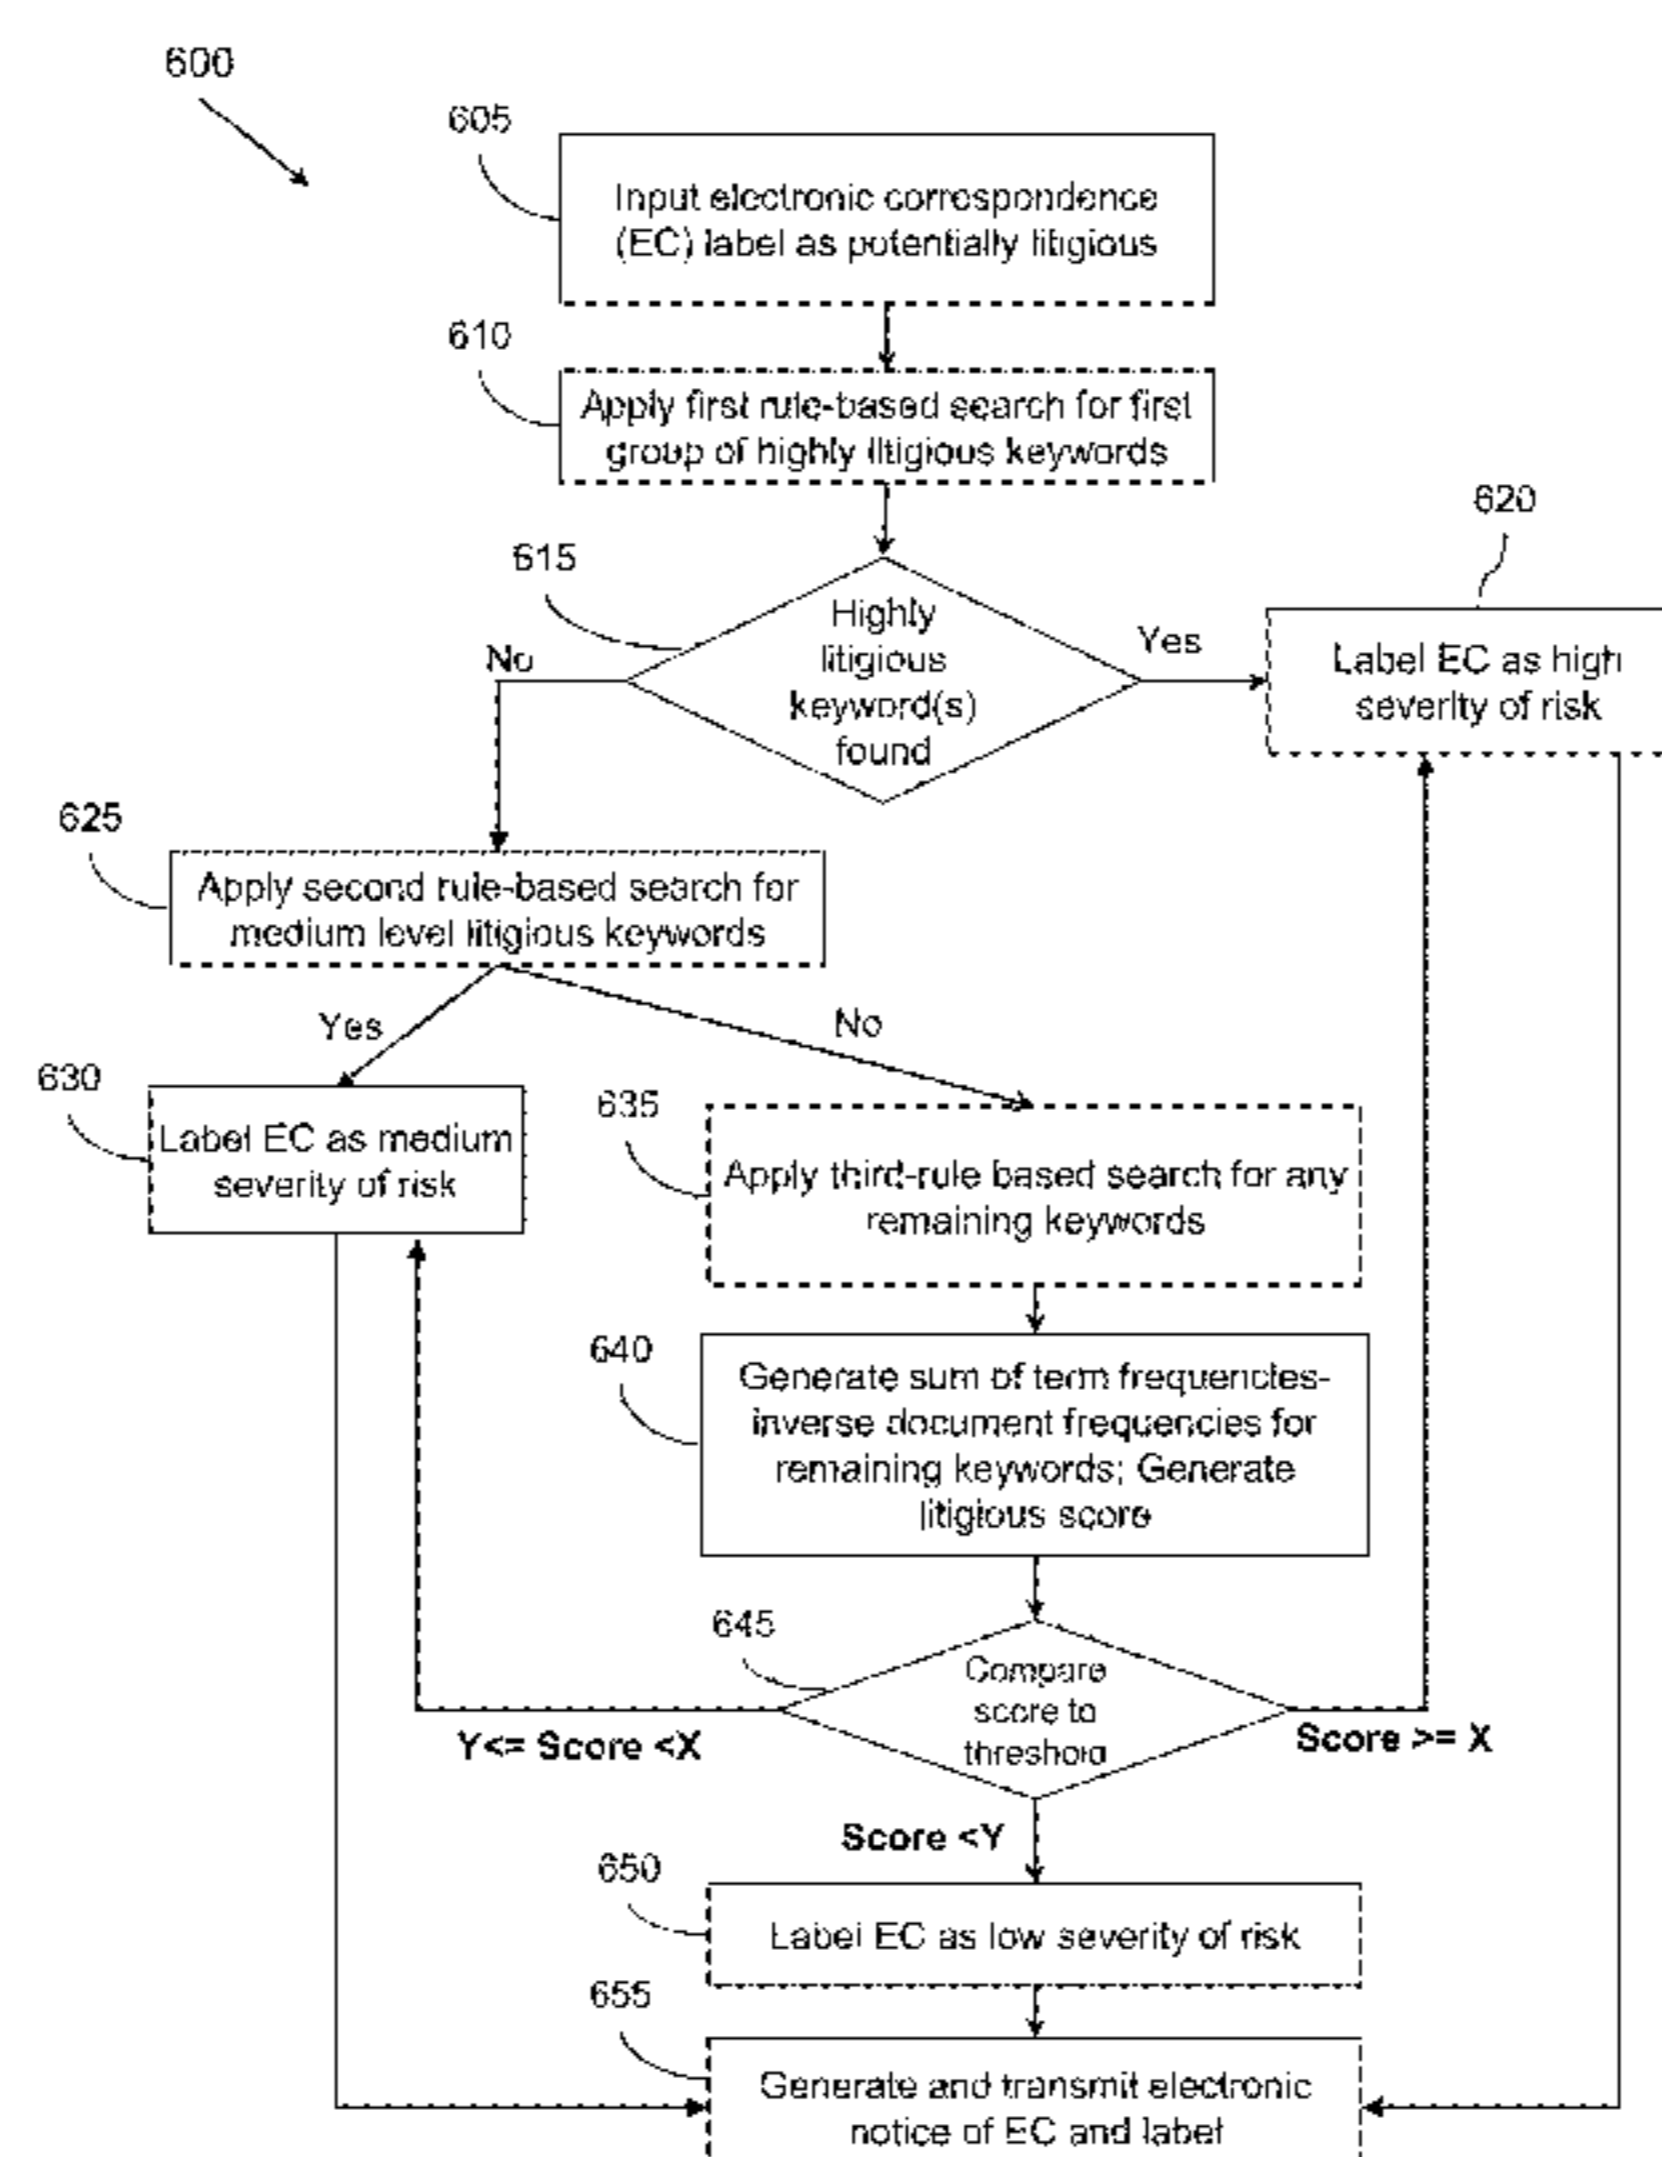 600
605
Input electronic correspondence
(EC) label as potentially litigious
610
Apply first rule-based search for first
group of highly litigious keywords
615
Highly
litigious
keyword(s)
found
No
Yes
620
Label EC as high
severity of risk
625
Apply second rule-based search for
medium level litigious keywords
Yes
No
630
Label EC as medium
severity of risk
635
Apply third-rule based search for any
remaining keywords
640
Generate sum of term frequencies-
inverse document frequencies for
remaining keywords; Generate
litigious score
645
Compare
score to
threshold
Y<= Score <X
Score >= X
Score <Y
650
Label EC as low severity of risk
655
Generate and transmit electronic
notice of EC and label